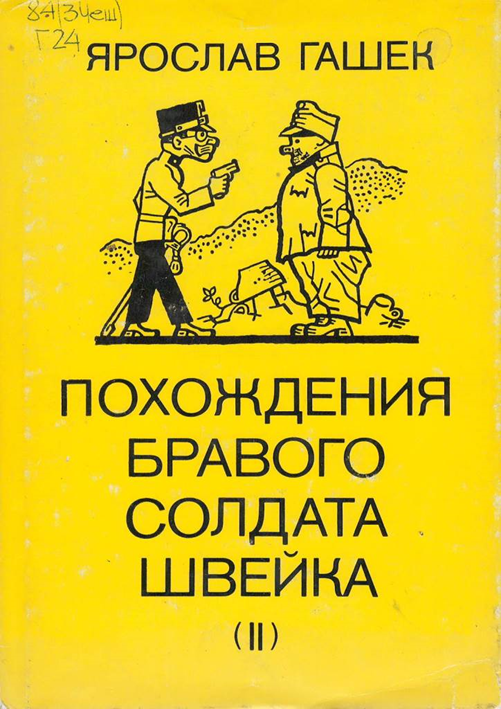 84(3Чеш)
Г24
ЯРОСЛАВ ГАШЕК
ПОХОЖДЕНИЯ
БРАВОГО
СОЛДАТА
ШВЕЙКА
(II)